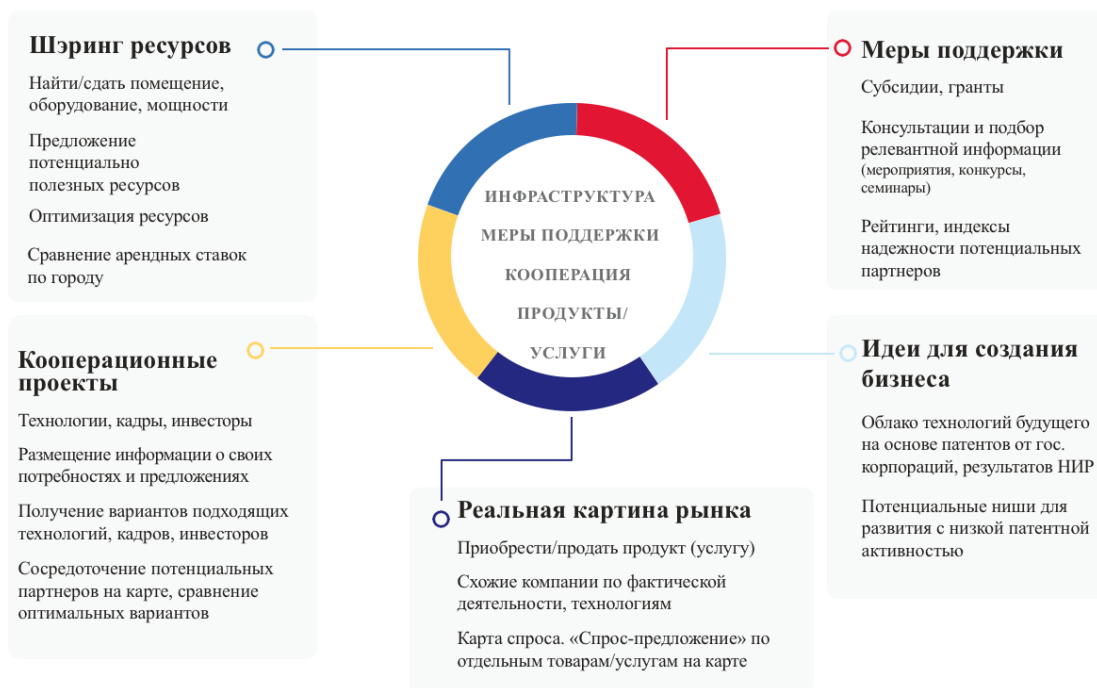 Шэринг ресурсов
Найти/сдать помещение,
оборудование, мощности
Предложение
потенциально
полезных ресурсов
Оптимизация ресурсов
Сравнение арендных ставок
по городу
Меры поддержки
Субсидии, гранты
Консультации и подбор
релевантной информации
(мероприятия, конкурсы,
семинары)
Рейтинги, индексы
надежности потенциальных
партнеров
ИНФРАСТРУКТУРА
МЕРЫ ПОДДЕРЖКИ
КООПЕРАЦИЯ
ПРОДУКТЫ/
УСЛУГИ
Кооперационные
проекты
Технологии, кадры, инвесторы
Размещение информации о своих
потребностях и предложениях
Получение вариантов подходящих
технологий, кадров, инвесторов
Сосредоточение потенциальных
партнеров на карте, сравнение
оптимальных вариантов
Идеи для создания
бизнеса
Облако технологий будущего
на основе патентов от гос.
корпораций, результатов НИР
Потенциальные ниши для
развития с низкой патентной
активностью
Реальная картина рынка
Приобрести/продать продукт (услугу)
Схожие компании по фактической
деятельности, технологиям
Карта спроса. «Спрос-предложение» по
отдельным товарам/услугам на карте